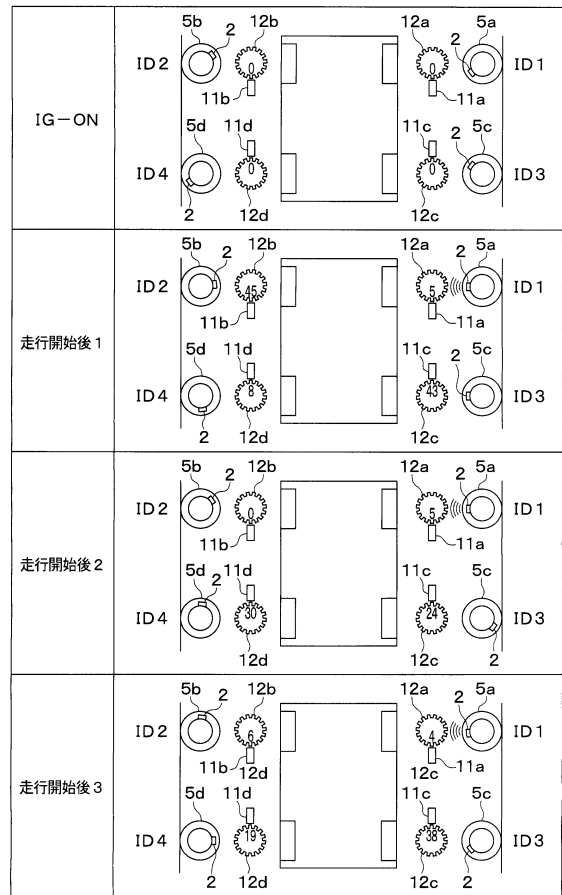 5b 2 12b 12a 2 5a
ID2 0 0 ID1
11b 11a
IG-ON
5d 11d 11c 5c
ID4 0 0 2 ID3
2 12d 12c
5b 2 12b 12a 2 5a
ID2 45 5 ID1
11b 11a
走行開始後1
5d 11d 11c 5c
ID4 8 43 2 ID3
2 12d 12c
5b 2 12b 12a 2 5a
ID2 0 5 ID1
11b 11a
走行開始後2
5d 2 11d 11c 5c
ID4 30 24 ID3
12d 12c 2
5b 2 12b 12a 2 5a
ID2 6 4 ID1
11b 12d 12c 11a
走行開始後3
5d 11d 11c 5c
ID4 19 38 ID3
2 12d 12c 2